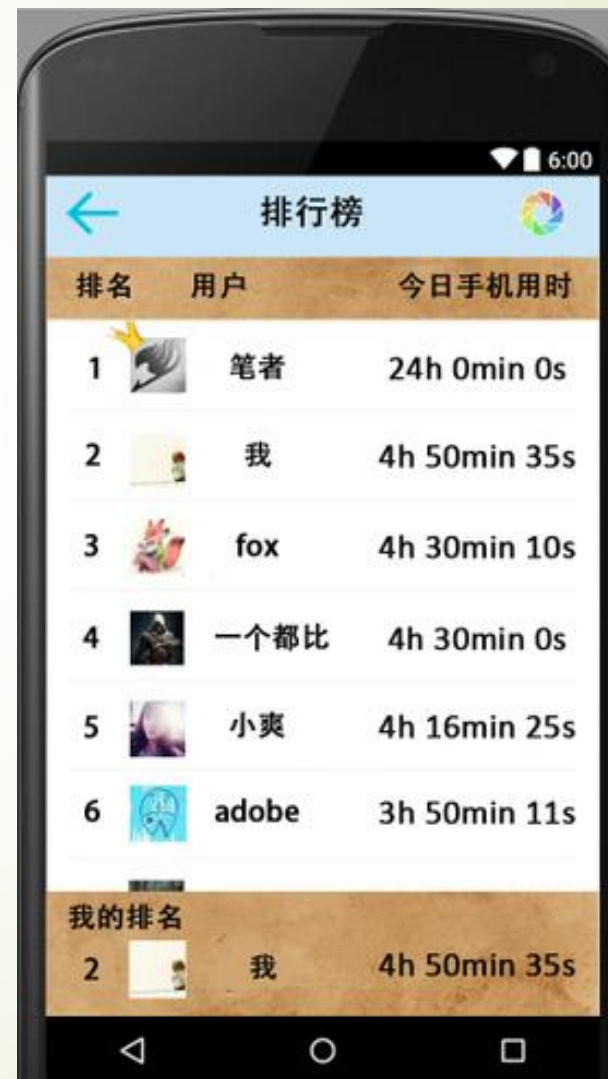 6:00
排行榜
排名 用户 今日手机用时
1 笔者 24h 0min 0s
2 我 4h 50min 35s
3 fox 4h 30min 10s
4 一个都比 4h 30min 0s
5 小爽 4h 16min 25s
6 adobe 3h 50min 11s
我的排名
2 我 4h 50min 35s